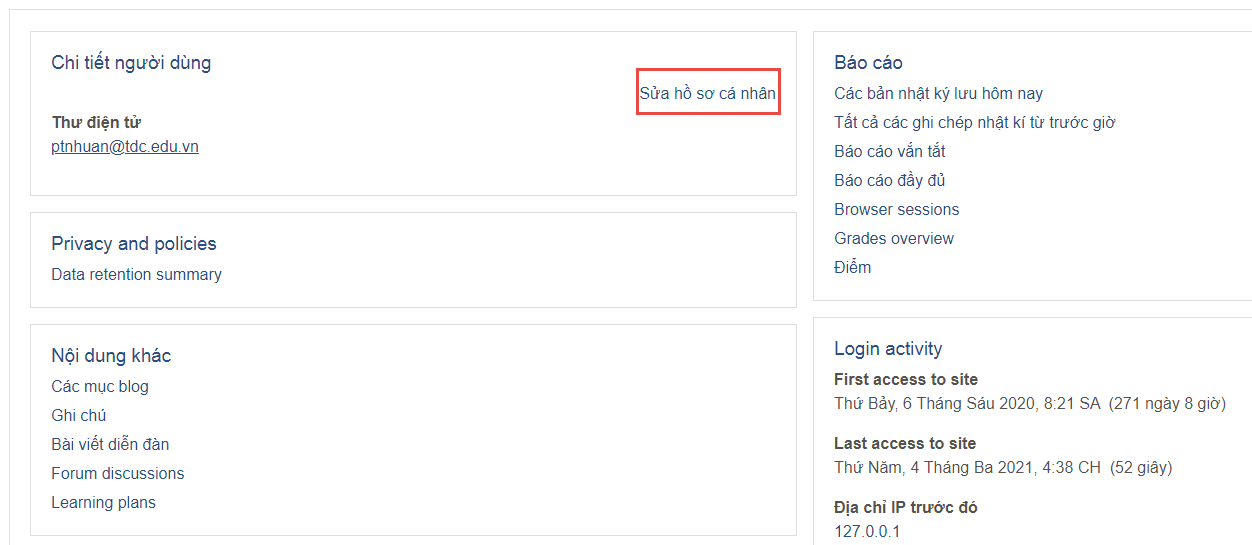 Chi tiết người dùng
Sửa hồ sơ cá nhân
Thư điện tử
ptnhuan@tdc.edu.vn
Privacy and policies
Data retention summary
Nội dung khác
Các mục blog
Ghi chú
Bài viết diễn đàn
Forum discussions
Learning plans
Báo cáo
Các bản nhật ký lưu hôm nay
Tất cả các ghi chép nhật kí từ trước giờ
Báo cáo vắn tắt
Báo cáo đầy đủ
Browser sessions
Grades overview
Điểm
Login activity
First access to site
Thứ Bảy, 6 Tháng Sáu 2020, 8:21 SA (271 ngày 8 giờ)
Last access to site
Thứ Năm, 4 Tháng Ba 2021, 4:38 CH (52 giây)
Địa chỉ IP trước đó
127.0.0.1